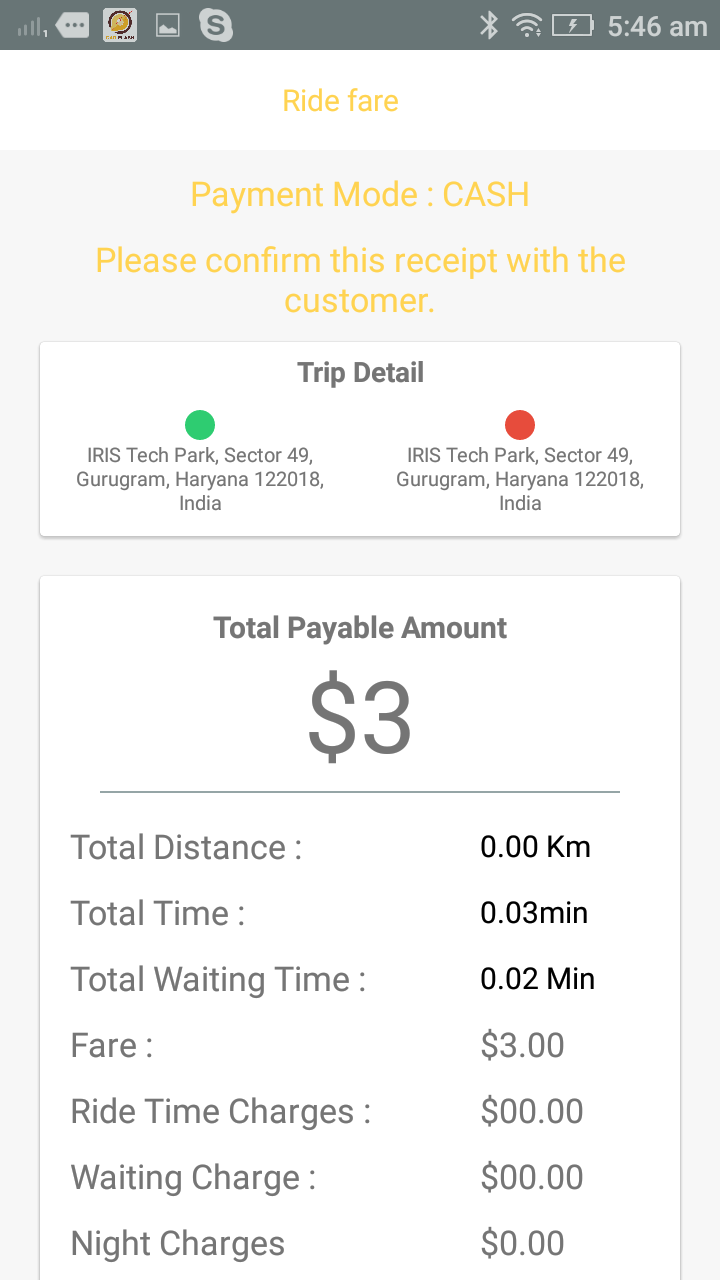 5:46 am
Ride fare
Payment Mode : CASH
Please confirm this receipt with the
customer.
Trip Detail
IRIS Tech Park, Sector 49,
Gurugram, Haryana 122018,
India
IRIS Tech Park, Sector 49,
Gurugram, Haryana 122018,
India
Total Payable Amount
$3
Total Distance : 0.00 Km
Total Time : 0.03min
Total Waiting Time : 0.02 Min
Fare : $3.00
Ride Time Charges : $00.00
Waiting Charge : $00.00
Night Charges $0.00